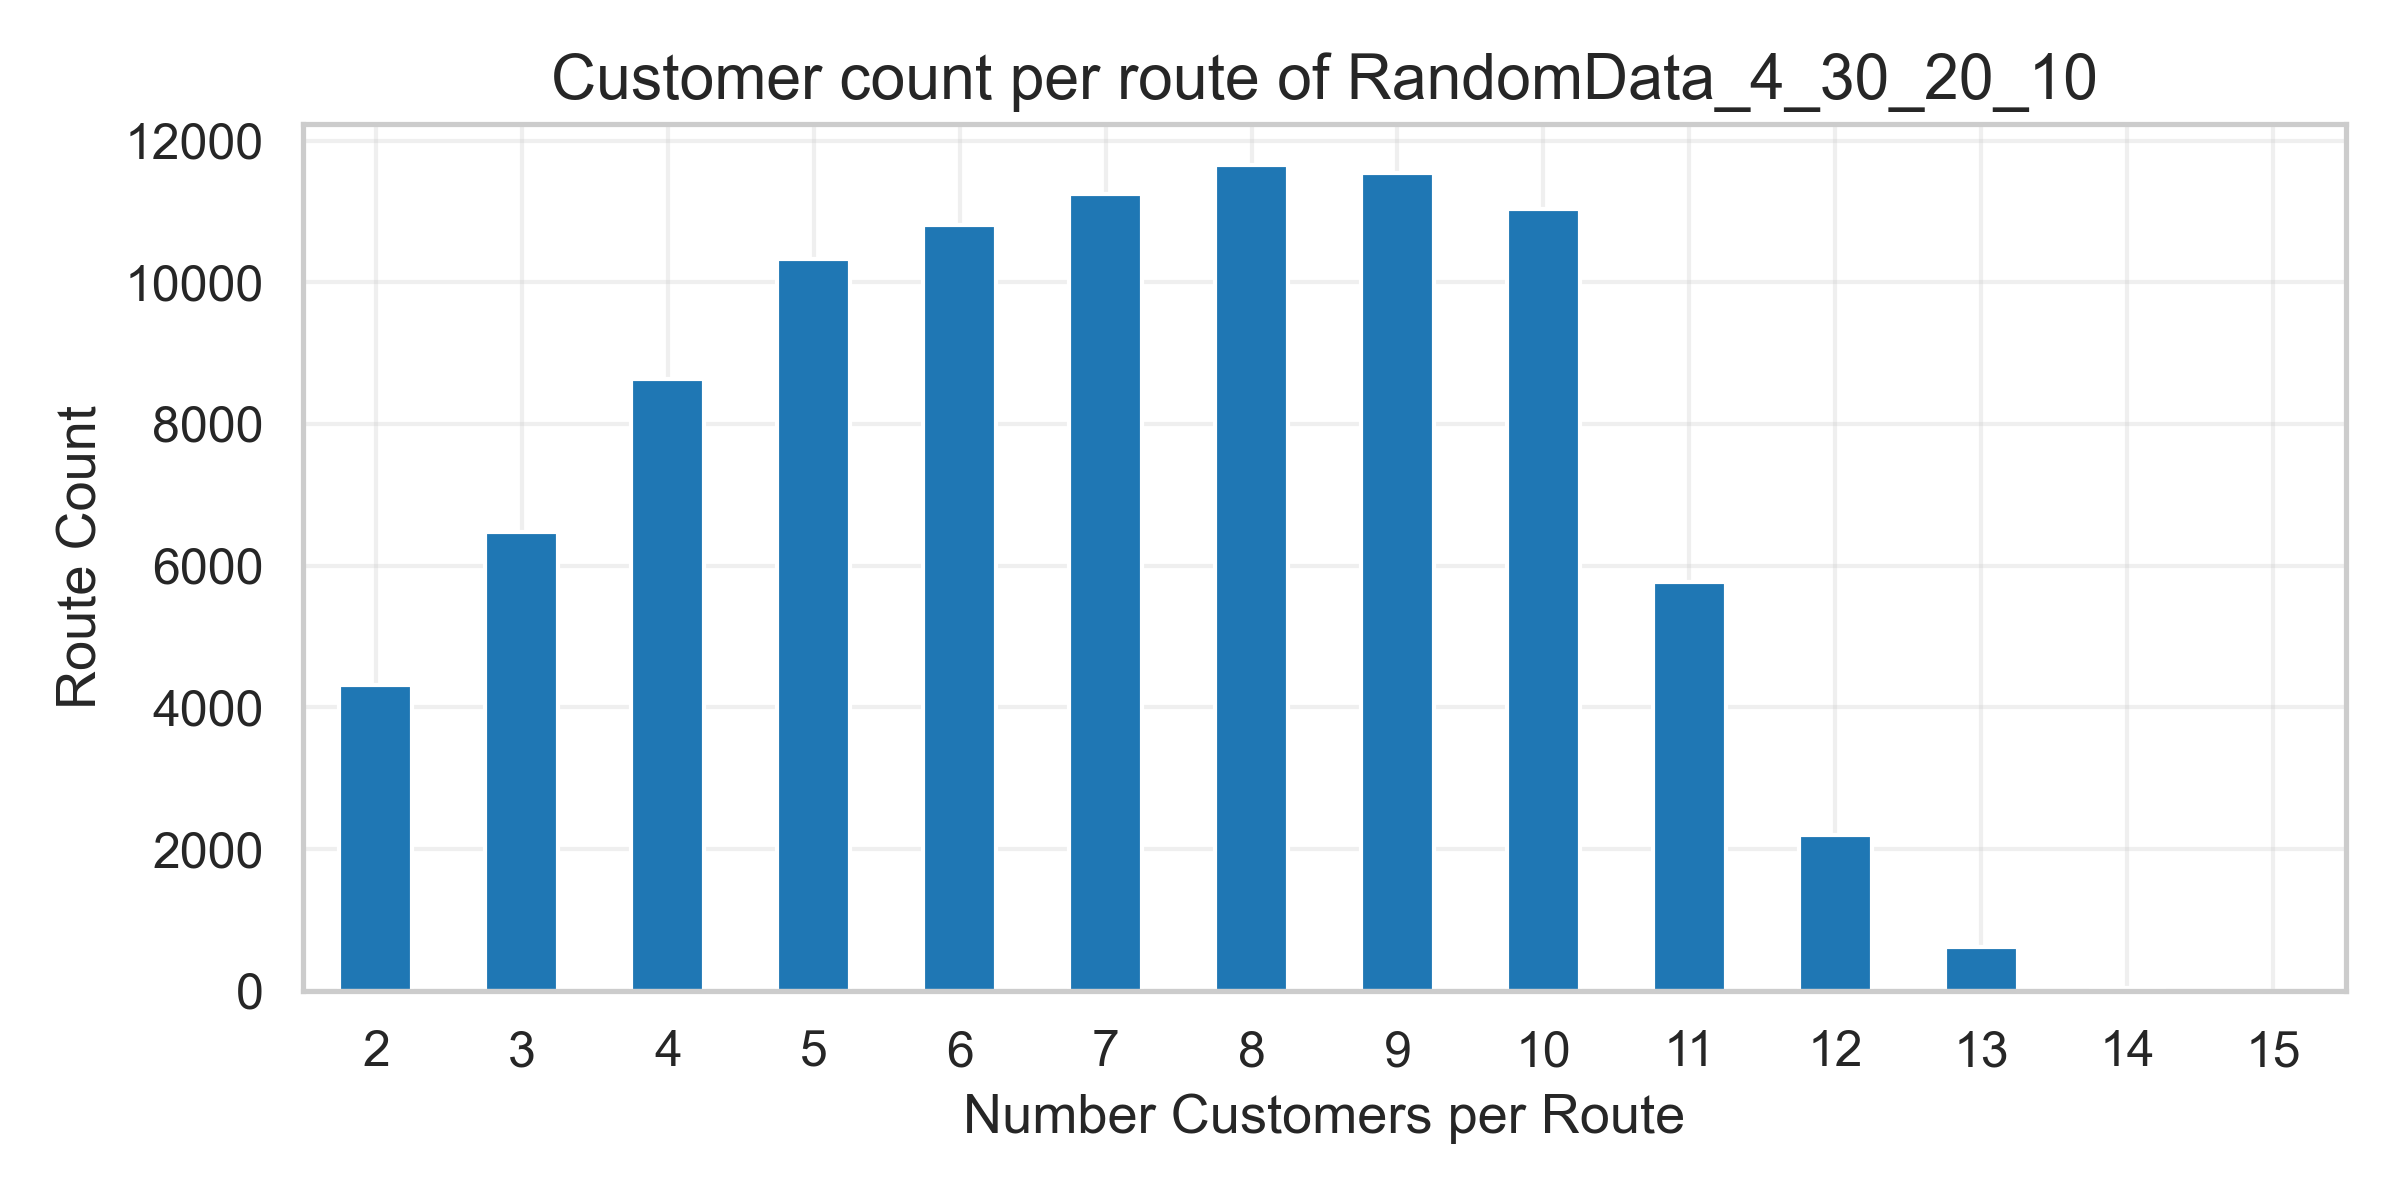 Customer count per route of RandomData_4_30_20_10
12000
10000
8000
6000
4000
2000
0
Route Count
2 3 4 5 6 7 8 9 10 11 12 13 14 15
Number Customers per Route